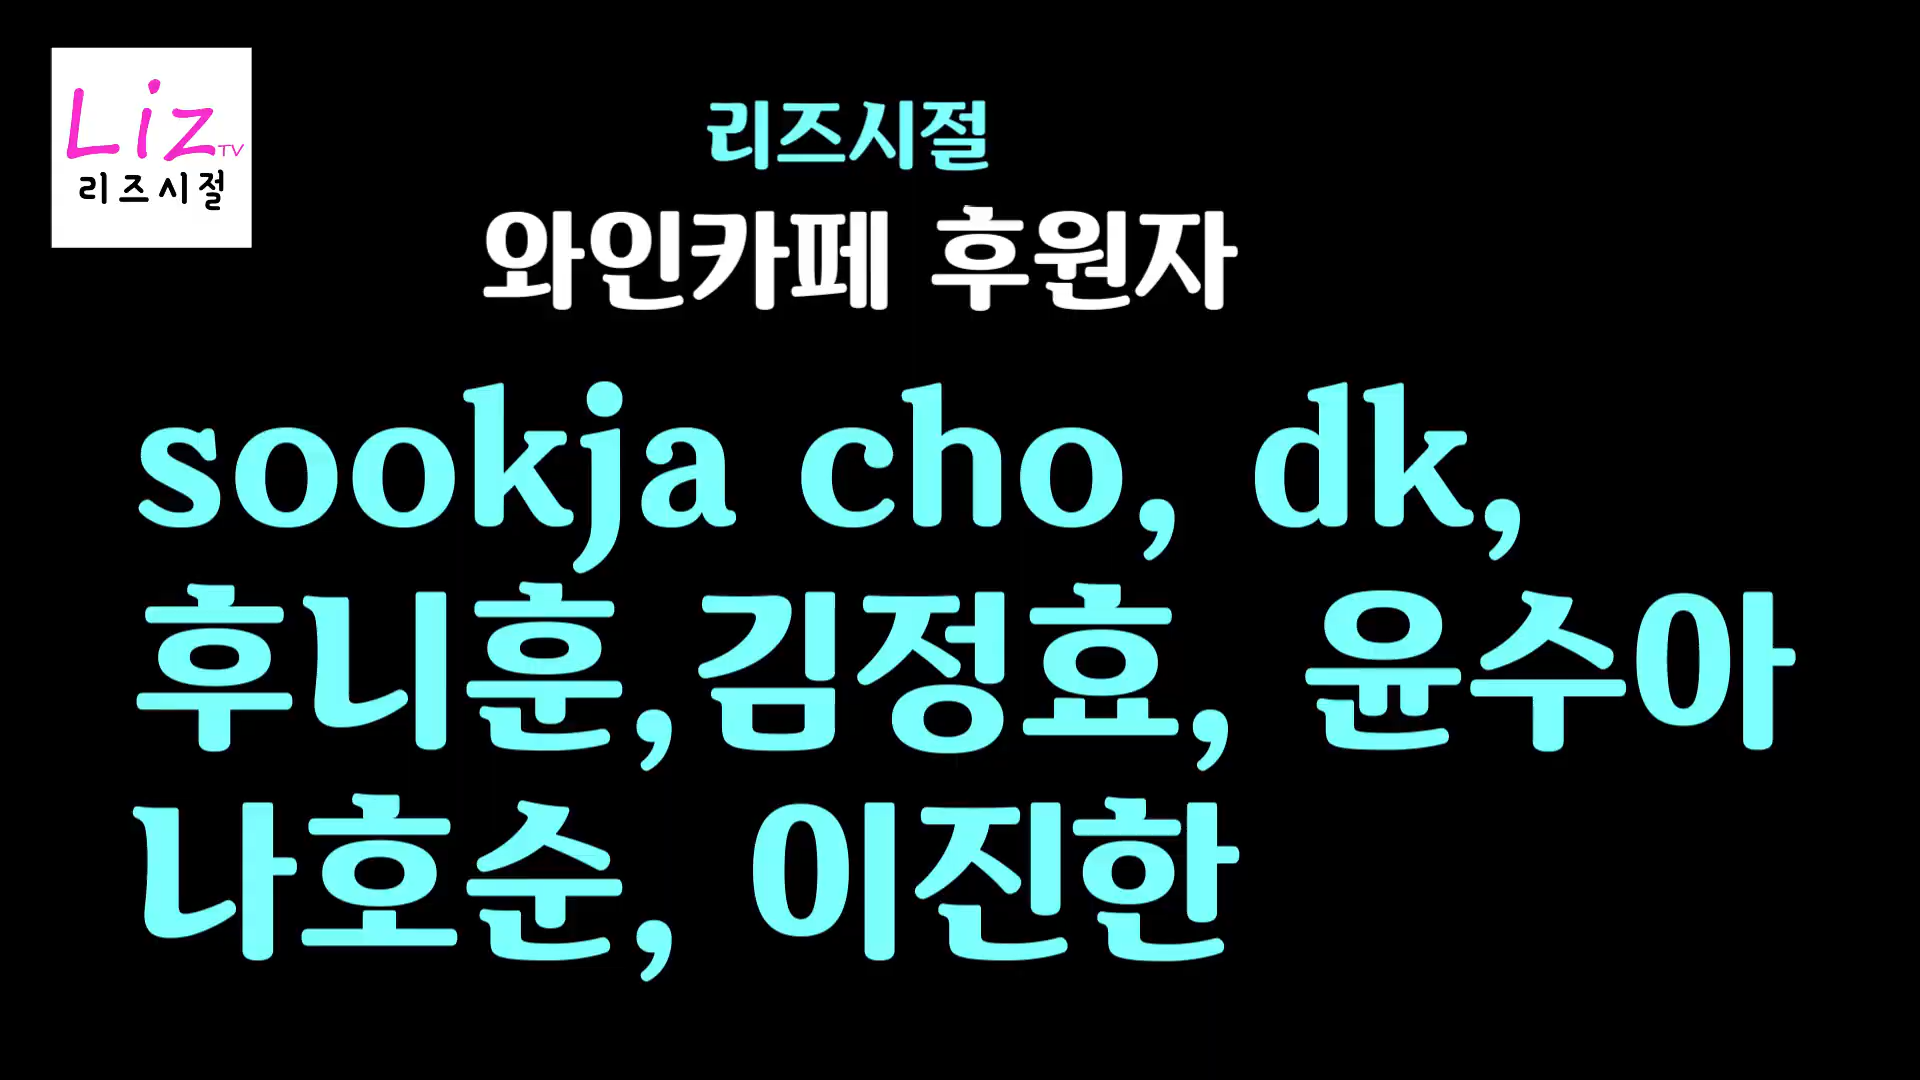 Liz TV
리즈시절
리즈시절
와인카페 후원자
sookja cho, dk,
후니훈,김정효, 윤수아
나호순, 이진한